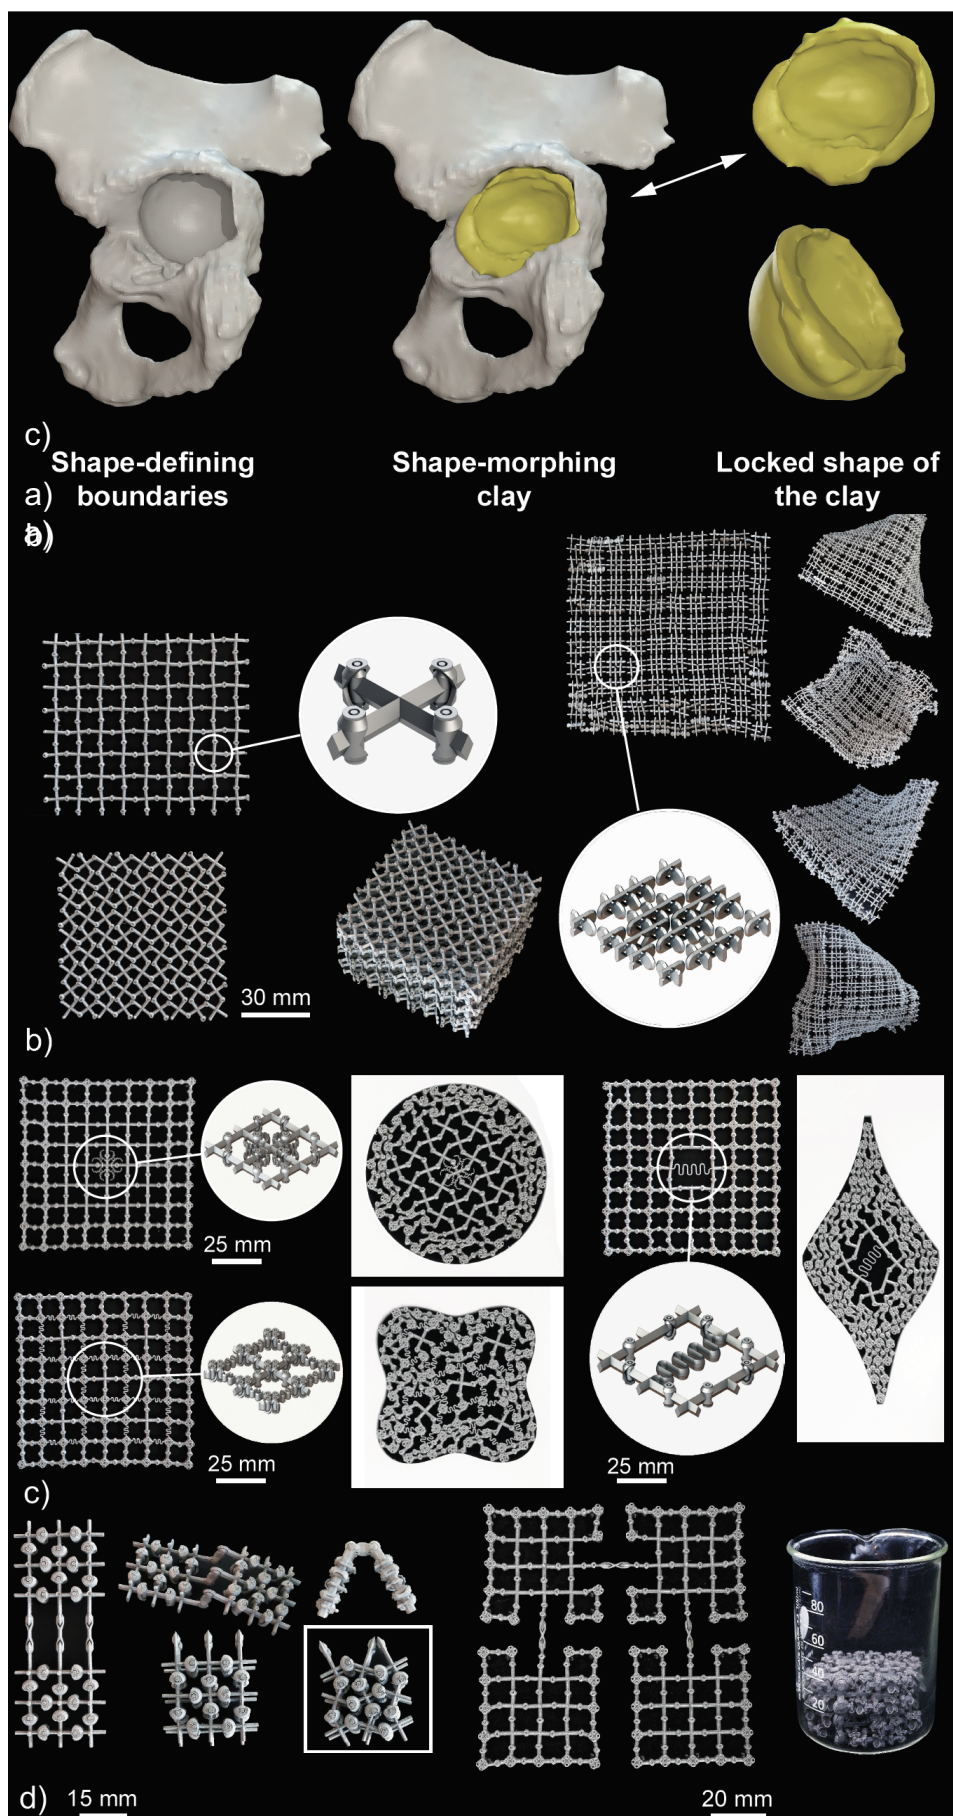 c)
Shape-defining
boundaries
Shape-morphing
clay
Locked shape of
the clay
a)
b)
30 mm
b)
25 mm
25 mm
25 mm
c)
80
60
40
20
d)
15 mm
20 mm